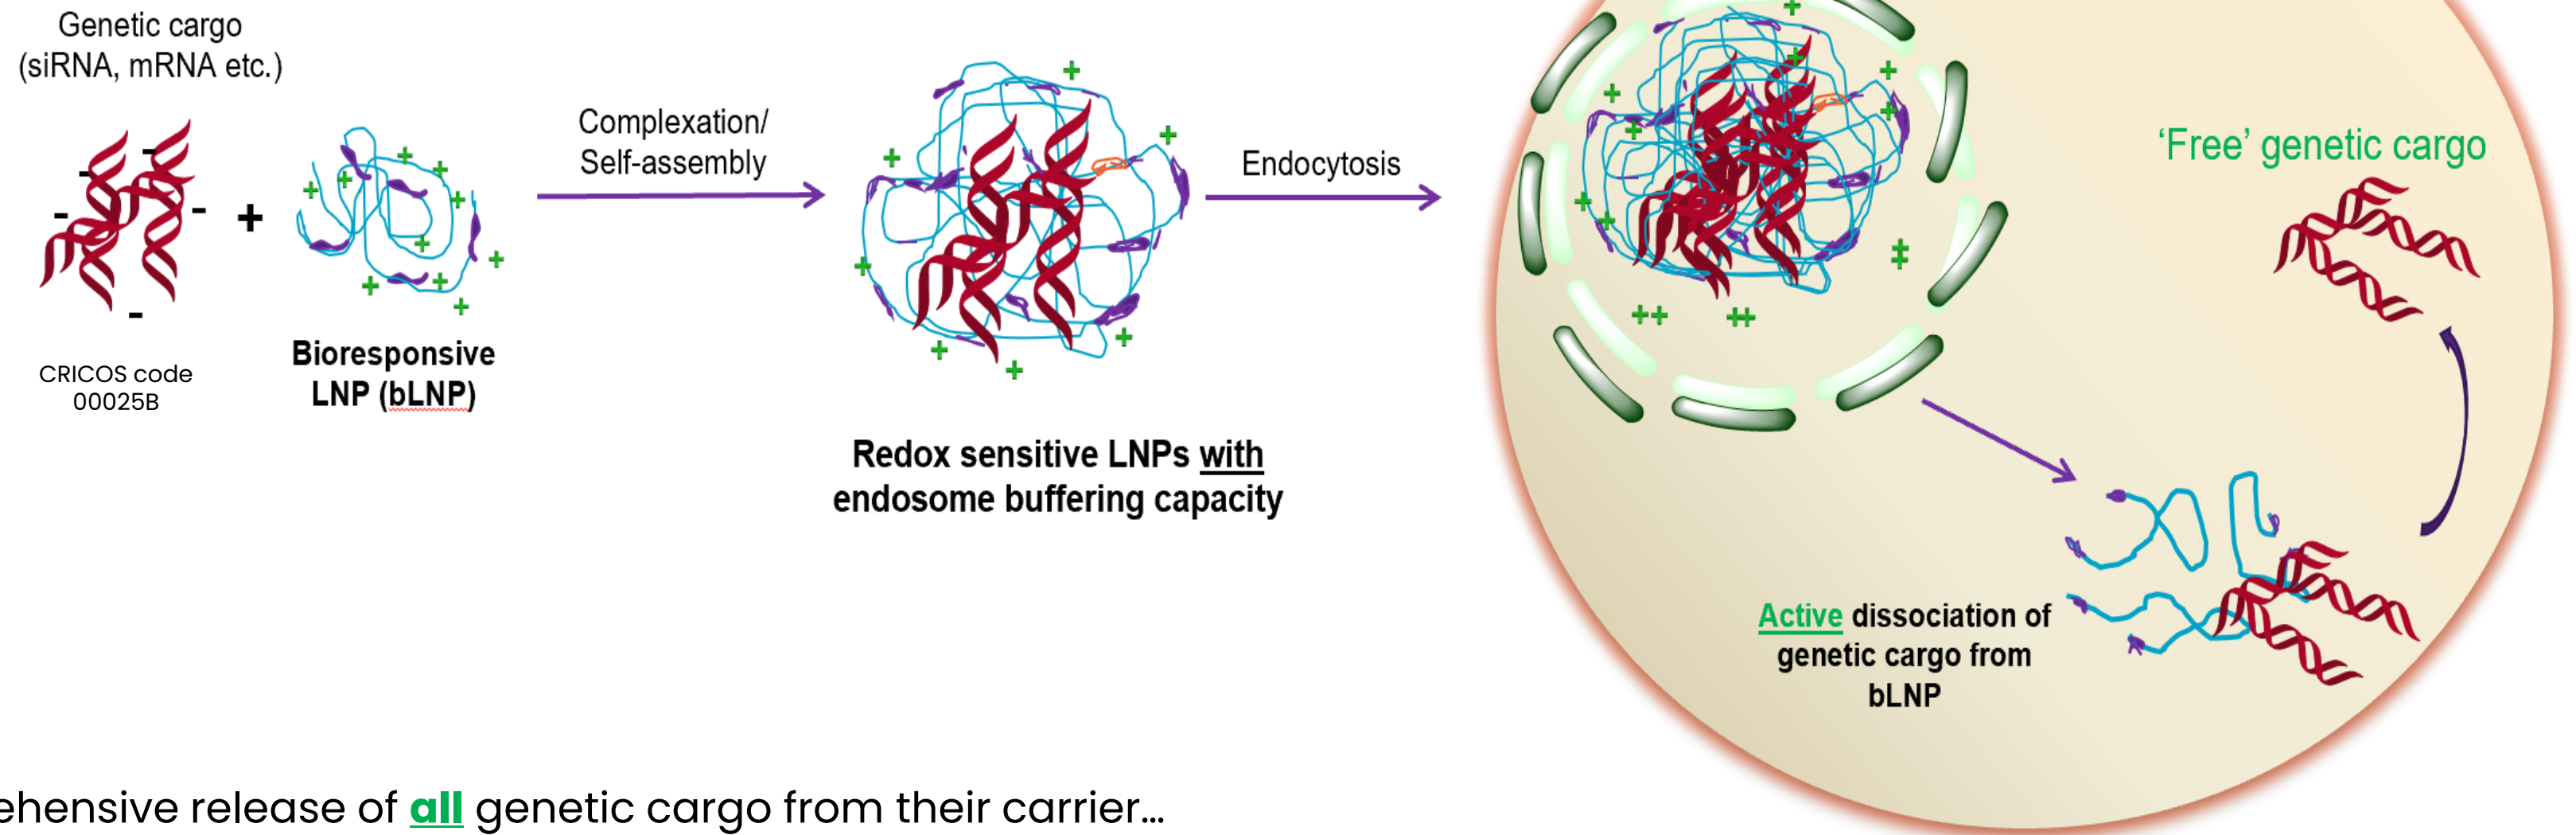 Genetic cargo
(siRNA, mRNA etc.)
-
-
-
-
-
+
CRICOS code
00025B
Bioresponsive
LNP (bLNP)
Complexation/
Self-assembly
Redox sensitive LNPs with
endosome buffering capacity
Endocytosis
'Free' genetic cargo
Active dissociation of
genetic cargo from
bLNP
release of all genetic cargo from their carrier...